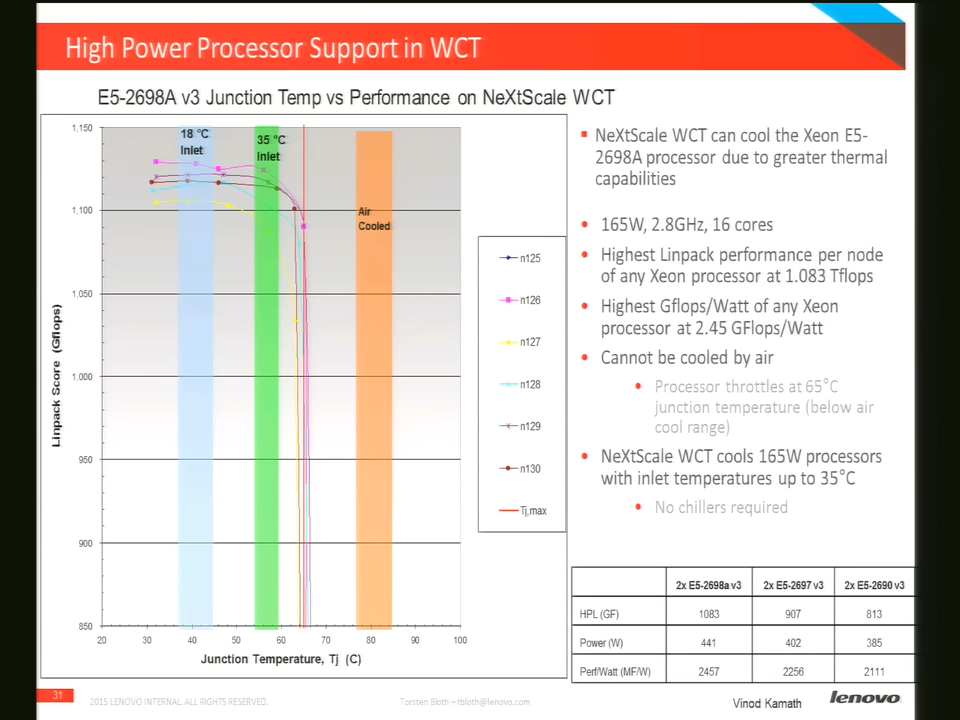 High Power Processor Support in WCT
E5-2698A v3 Junction Temp vs Performance on NeXtScale WCT
1,150
1,100
1,050
1,000
950
900
850
Linpack Score (Gflops)
18 °C
Inlet
35 °C
Inlet
Air
Cooled
20 30 40 50 60 70 80 90 100
Junction Temperature, Tj (C)
n125
n126
n127
n128
n129
n130
Tj,max
NeXtScale WCT can cool the Xeon E5-
2698A processor due to greater thermal
capabilities
165W, 2.8GHz, 16 cores
Highest Linpack performance per node
of any Xeon processor at 1.083 Tflops
Highest Gflops/Watt of any Xeon
processor at 2.45 GFlops/Watt
Cannot be cooled by air
Processor throttles at 65°C
junction temperature (below air
cool range)
NeXtScale WCT cools 165W processors
with inlet temperatures up to 35°C
No chillers required
2x E5-2698a v3 2x E5-2697 v3 2x E5-2690 v3
HPL (GF) 1083 907 813
Power (W) 441 402 385
Perf/Watt (MF/W) 2457 2256 2111
31 2015 LENOVO INTERNAL. ALL RIGHTS RESERVED. Torsten Bloth – tbloth@lenovo.com Vinod Kamath lenovo